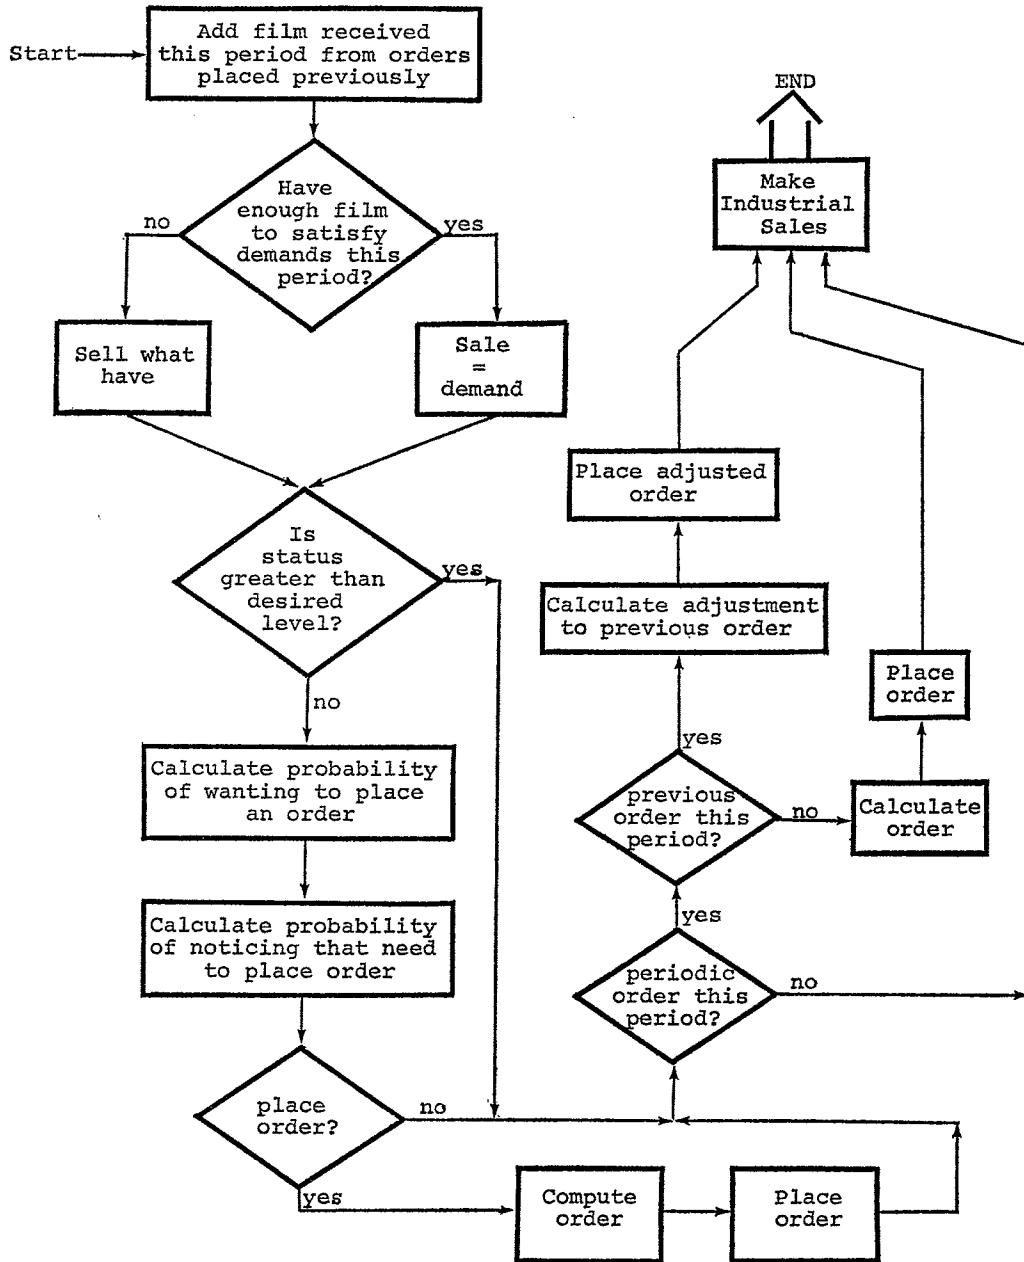 Start
Add film received
this period from orders
placed previously
Have
enough film
to satisfy
demands this
period?
no
yes
Sell what
have
Sale
=
demand
Is
status
greater than
desired
level?
yes
no
Calculate probability
of wanting to place
an order
Calculate probability
of noticing that need
to place order
place
order?
no
yes
Compute
order
Place
order
periodic
order this
period?
no
yes
previous
order this
period?
no
yes
Calculate
order
Place
order
Calculate adjustment
to previous order
Place adjusted
order
Make
Industrial
Sales
END